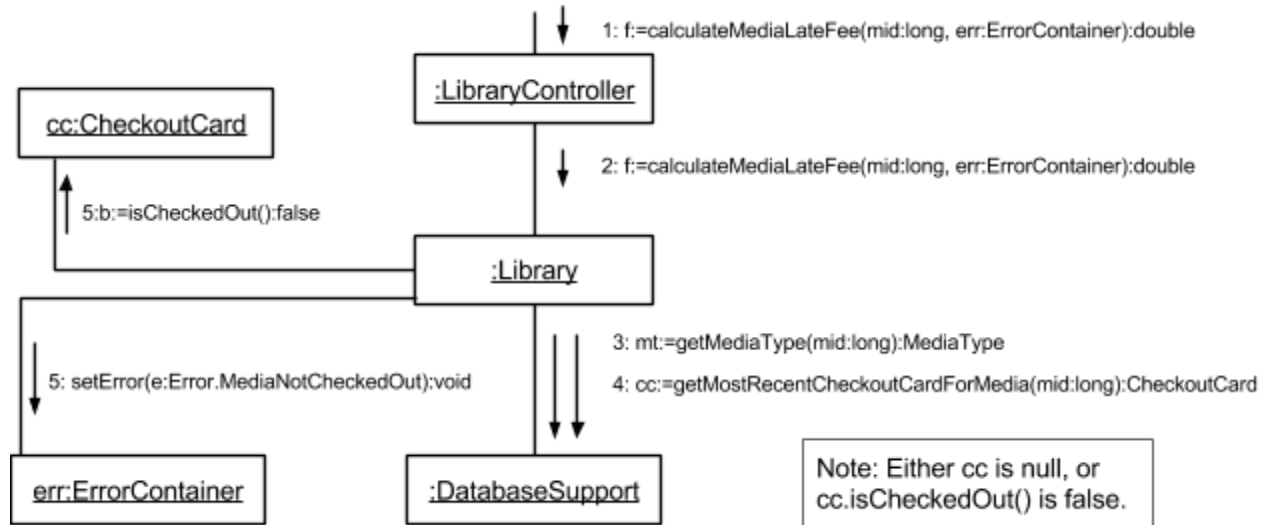 1: f:=calculateMediaLateFee(mid:long, err:ErrorContainer):double
:LibraryController
cc:CheckoutCard
2: f:=calculateMediaLateFee(mid:long, err:ErrorContainer):double
5:b:=isCheckedOut():false
:Library
3: mt:=getMediaType(mid:long):MediaType
5: setError(e:Error.MediaNotCheckedOut):void
4: cc:=getMostRecentCheckoutCardForMedia(mid:long):CheckoutCard
err:ErrorContainer
:DatabaseSupport
Note: Either cc is null, or
cc.isCheckedOut() is false.